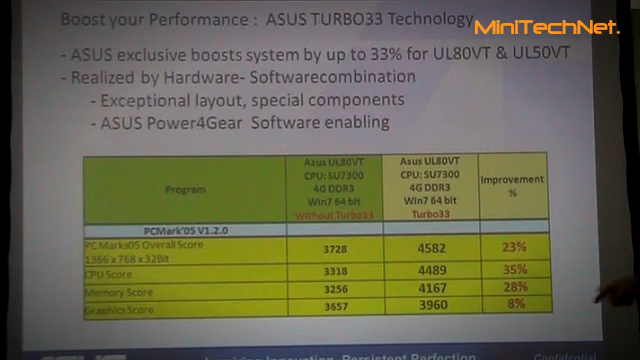 Boost your Performance : ASUS TURBO33 Technology
MiniTechNet.
- ASUS exclusive boosts system by up to 33% for UL80VT & UL50VT
- Realized by Hardware- Softwarecombination
- Exceptional layout, special components
- ASUS Power4Gear Software enabling
Program
Asus UL80VT
CPU: SU7300
4G DDR3
Win7 64 bit
Without Turbo33
Asus UL80VT
CPU: SU7300
4G DDR3
Win7 64 bit
Turbo33
Improvement
%
PCMark'05 V1.2.0
PC Marks05 Overall Score
1366 x 768 x 32Bit
3728
4582
23%
CPU Score
3318
4489
35%
Memory Score
3256
4167
28%
Graphics Score
3657
3960
8%
Inspiring Innovation. Persistent Perfection
Confidential